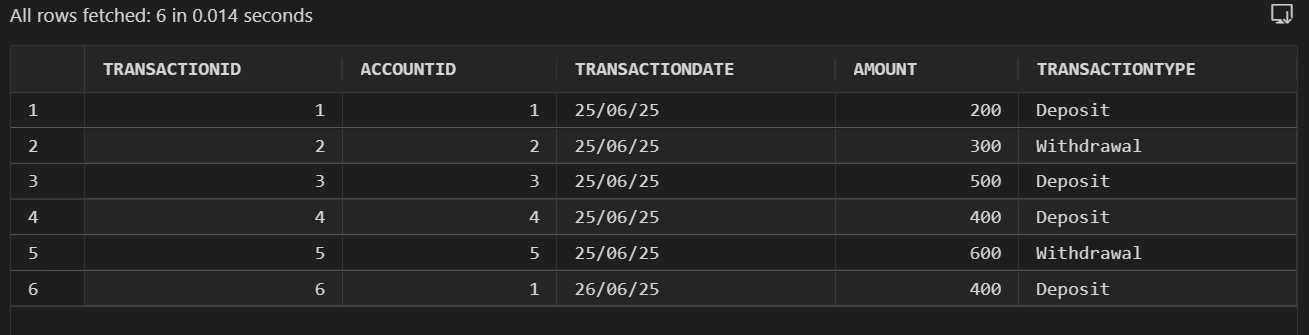 All rows fetched: 6 in 0.014 seconds
TRANSACTIONID ACCOUNTID TRANSACTIONDATE AMOUNT TRANSACTIONTYPE
1 1 1 25/06/25 200 Deposit
2 2 2 25/06/25 300 Withdrawal
3 3 3 25/06/25 500 Deposit
4 4 4 25/06/25 400 Deposit
5 5 5 25/06/25 600 Withdrawal
6 6 1 26/06/25 400 Deposit